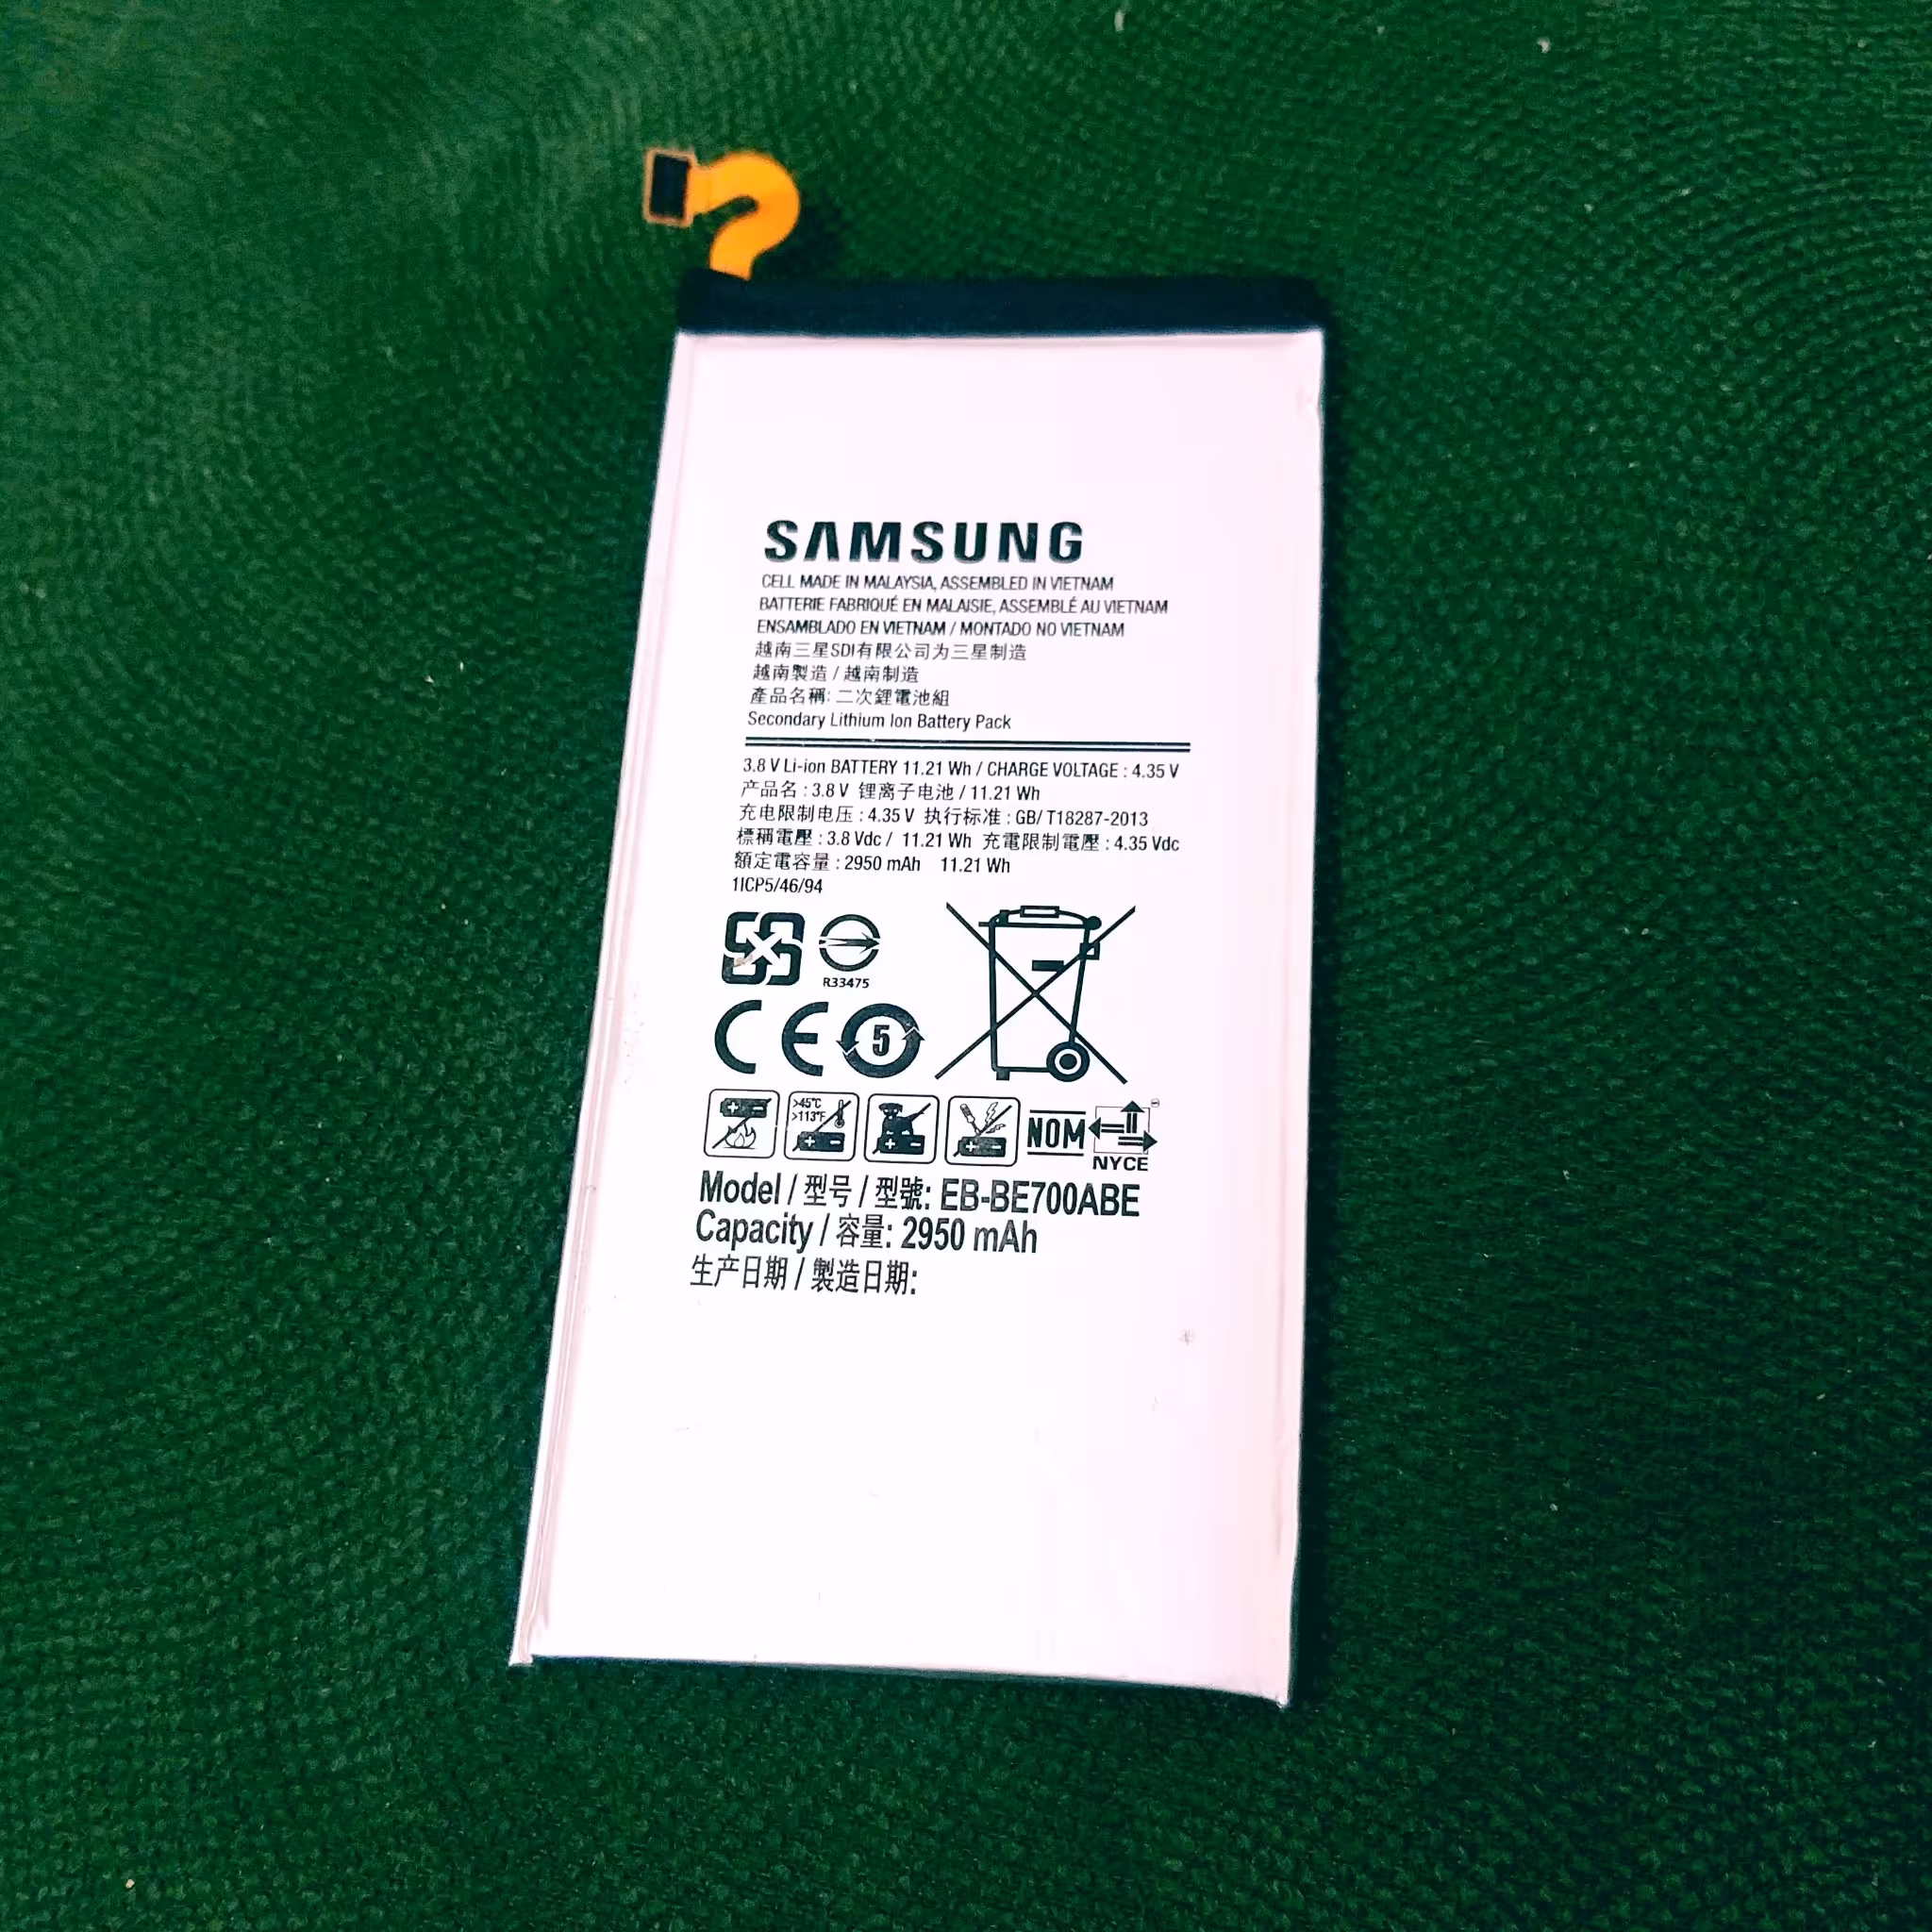 SAMSUNG
CELL MADE IN MALAYSIA, ASSEMBLED IN VIETNAM
BATTERIE FABRIQUÉ EN MALAISIE, ASSEMBLÉ AU VIETNAM
ENSAMBLADO EN VIETNAM / MONTADO NO VIETNAM
越南三星SDI有限公司为三星制造
越南製造 / 越南制造
產品名稱: 二次鋰電池組
Secondary Lithium Ion Battery Pack
3.8 V Li-ion BATTERY 11.21 Wh / CHARGE VOLTAGE : 4.35 V
产品名 : 3.8 V 锂离子电池 / 11.21 Wh
充电限制电压 : 4.35 V 执行标准 : GB/ T18287-2013
標稱電壓 : 3.8 Vdc / 11.21 Wh 充電限制電壓 : 4.35 Vdc
額定電容量 : 2950 mAh 11.21 Wh
1ICP5/46/94
R33475
CE 5
>45°C
>113°F
NOM
NYCE
Model / 型号 / 型號: EB-BE700ABE
Capacity / 容量: 2950 mAh
生产日期 / 製造日期: